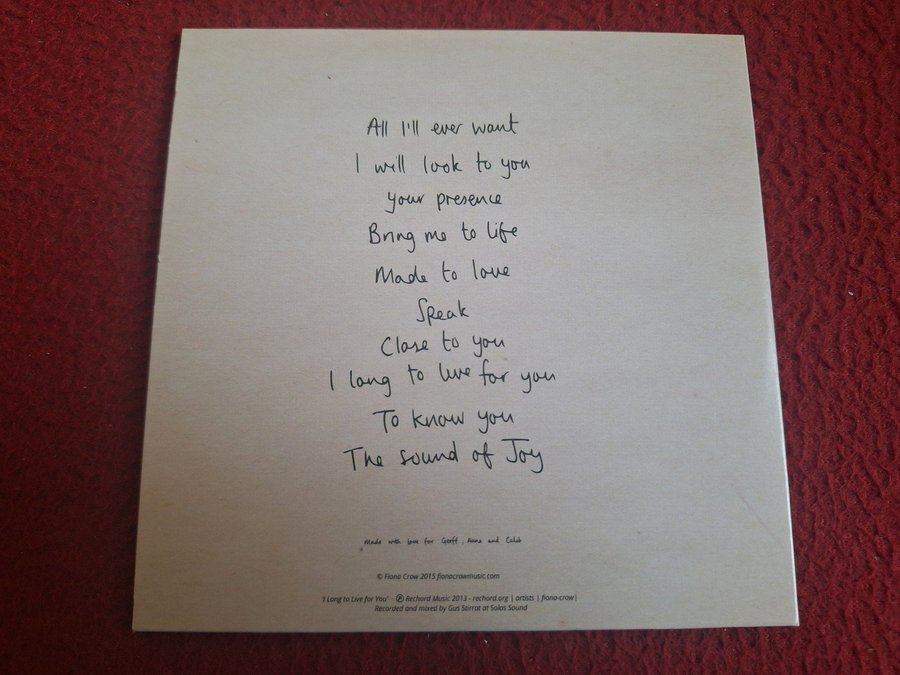 All I'll ever want
I will look to you
Your presence
Bring me to life
Made to love
Speak
Close to you
I long to live for you
To know you
The sound of Joy
Made with love for Geoff, Anna and Caleb
© Fiona Crow 2015 fionacrowmusic.com
'I Long to Live for You' ℗ Rechord Music 2013 - rechord.org | artists | fiona-crow |
Recorded and mixed by Gus Stirrat at Solas Sound